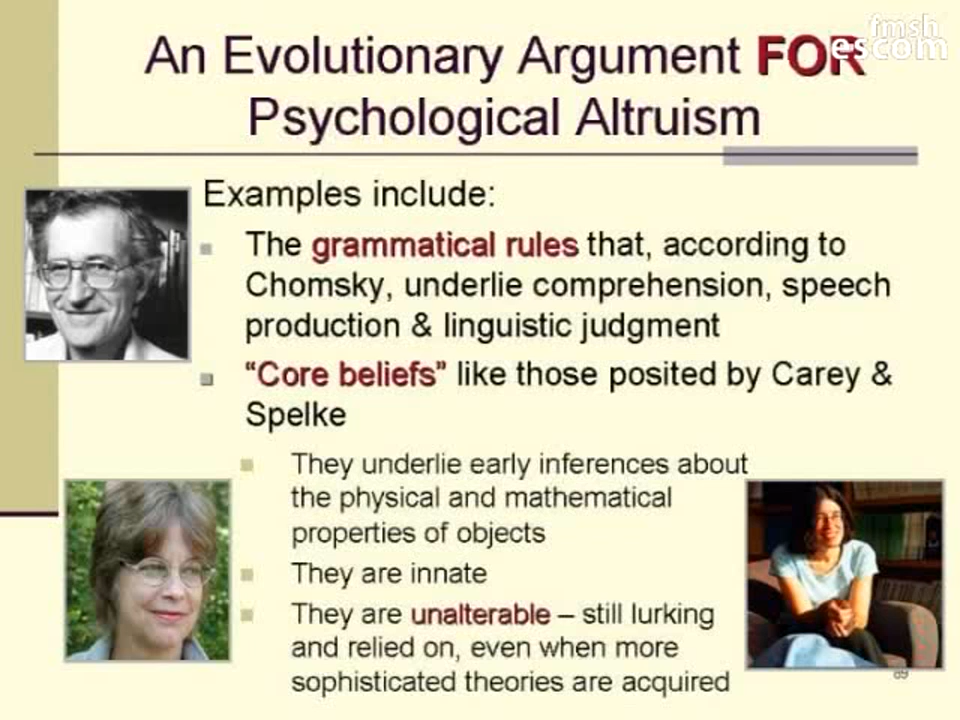 fmsh
escom
An Evolutionary Argument FOR
Psychological Altruism
Examples include:
The grammatical rules that, according to
Chomsky, underlie comprehension, speech
production & linguistic judgment
“Core beliefs” like those posited by Carey &
Spelke
They underlie early inferences about
the physical and mathematical
properties of objects
They are innate
They are unalterable – still lurking
and relied on, even when more
sophisticated theories are acquired
89